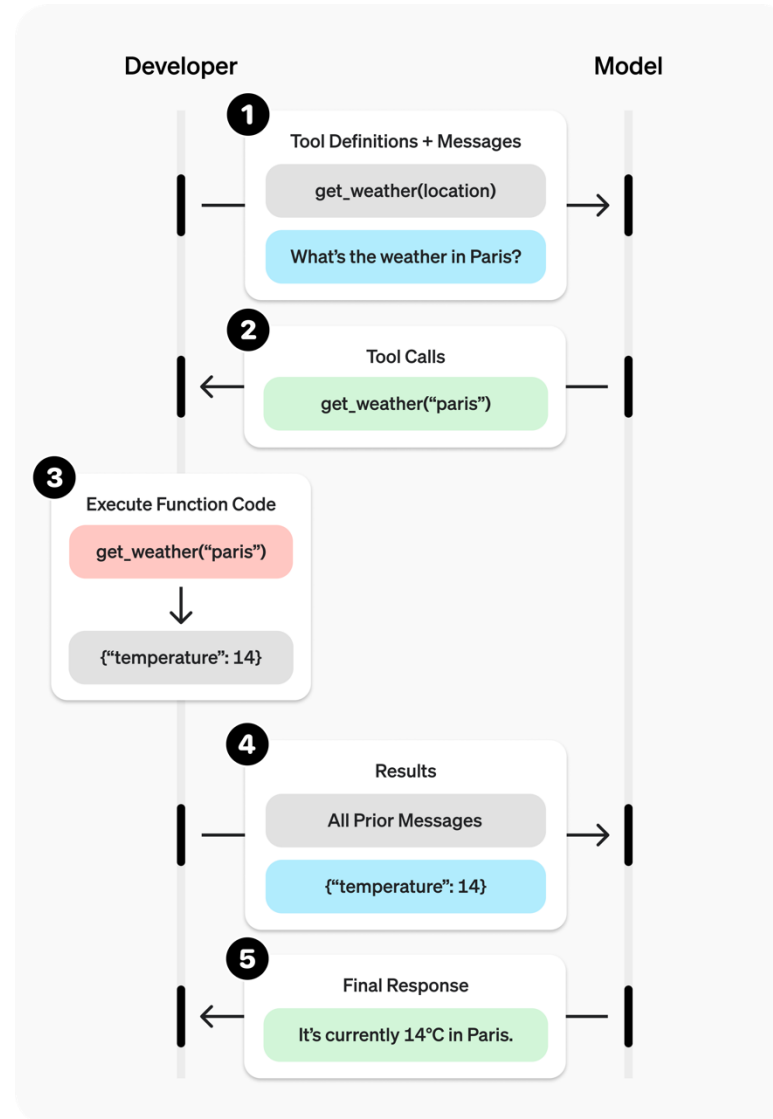 Developer
Model
1
Tool Definitions + Messages
get_weather(location)
What’s the weather in Paris?
2
Tool Calls
get_weather(“paris”)
3
Execute Function Code
get_weather(“paris”)
{“temperature”: 14}
4
Results
All Prior Messages
{“temperature”: 14}
5
Final Response
It’s currently 14°C in Paris.